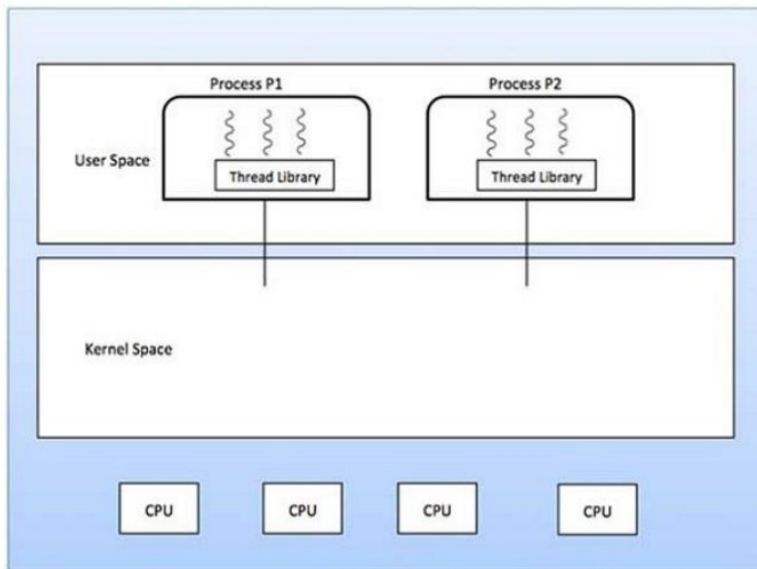 Process P1
Process P2
User Space
Thread Library
Thread Library
Kernel Space
CPU
CPU
CPU
CPU